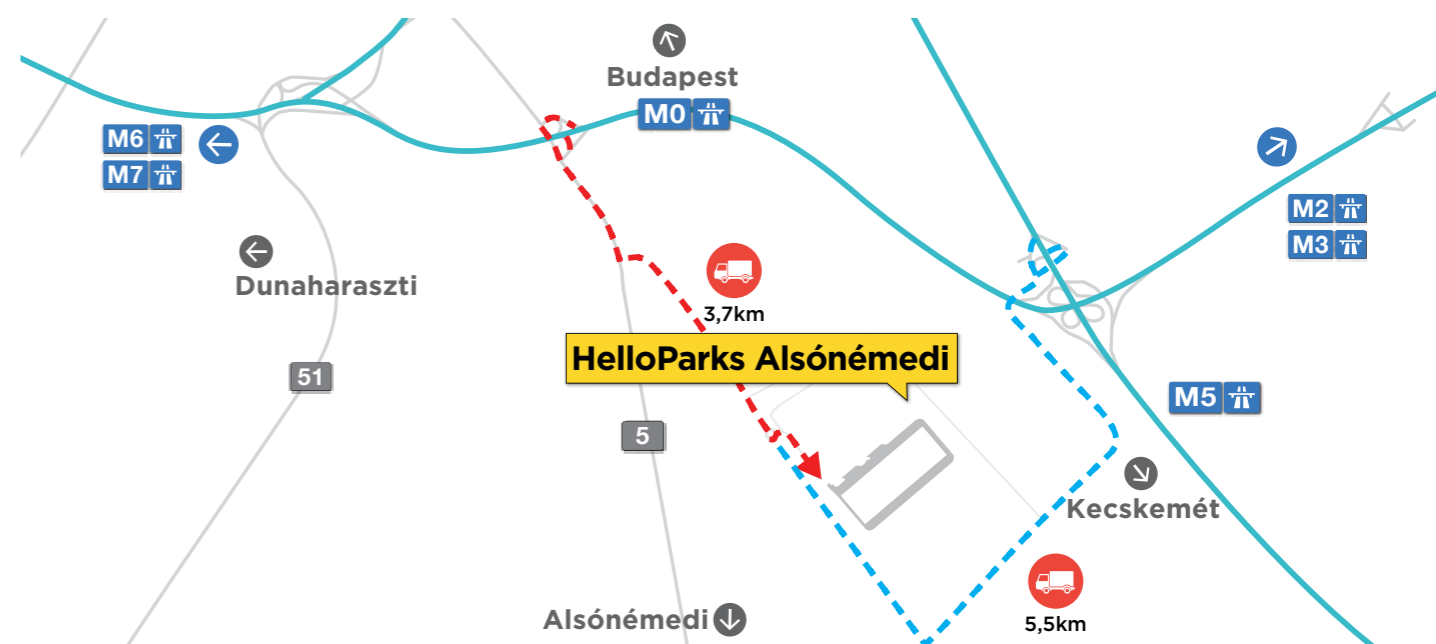 Budapest
M0
M6
M7
M2
M3
Dunaharaszti
3,7km
HelloParks Alsónémedi
51
M5
5
Kecskemét
Alsónémedi
5,5km